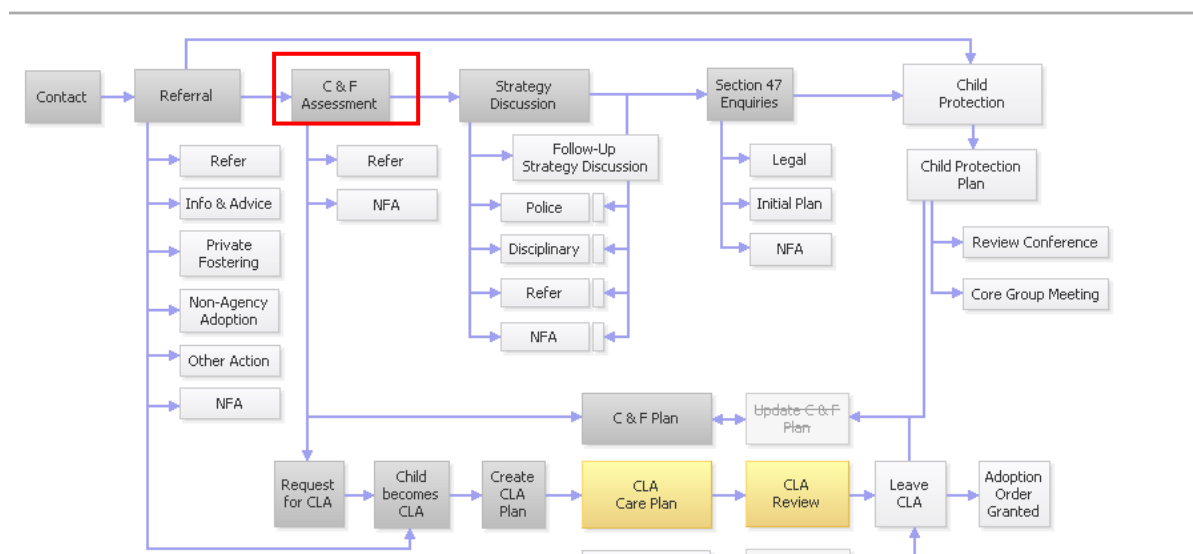 Contact
Referral
C & F
Assessment
Strategy
Discussion
Section 47
Enquiries
Child
Protection
Refer
Info & Advice
Private
Fostering
Non-Agency
Adoption
Other Action
NFA
Refer
NFA
Follow-Up
Strategy Discussion
Police
Disciplinary
Refer
NFA
Legal
Initial Plan
NFA
Child Protection
Plan
Review Conference
Core Group Meeting
C & F Plan
Update C & F
Plan
Request
for CLA
Child
becomes
CLA
Create
CLA
Plan
CLA
Care Plan
CLA
Review
Leave
CLA
Adoption
Order
Granted